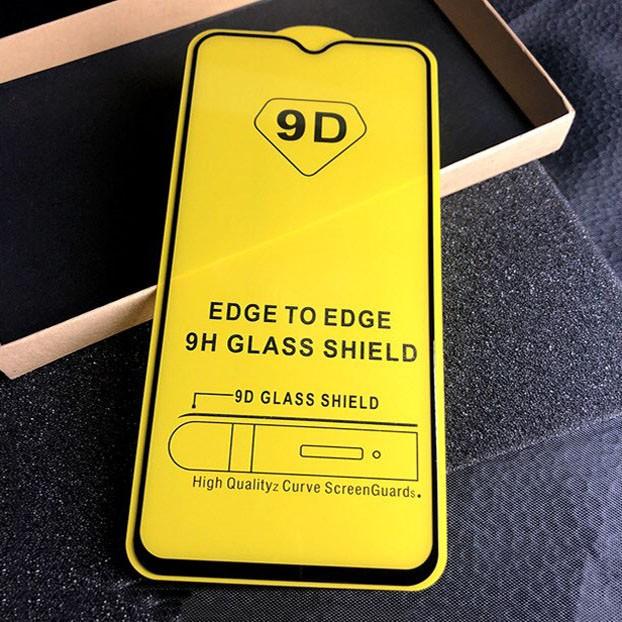 9D
EDGE TO EDGE
9H GLASS SHIELD
9D GLASS SHIELD
High Qualityz Curve ScreenGuards.